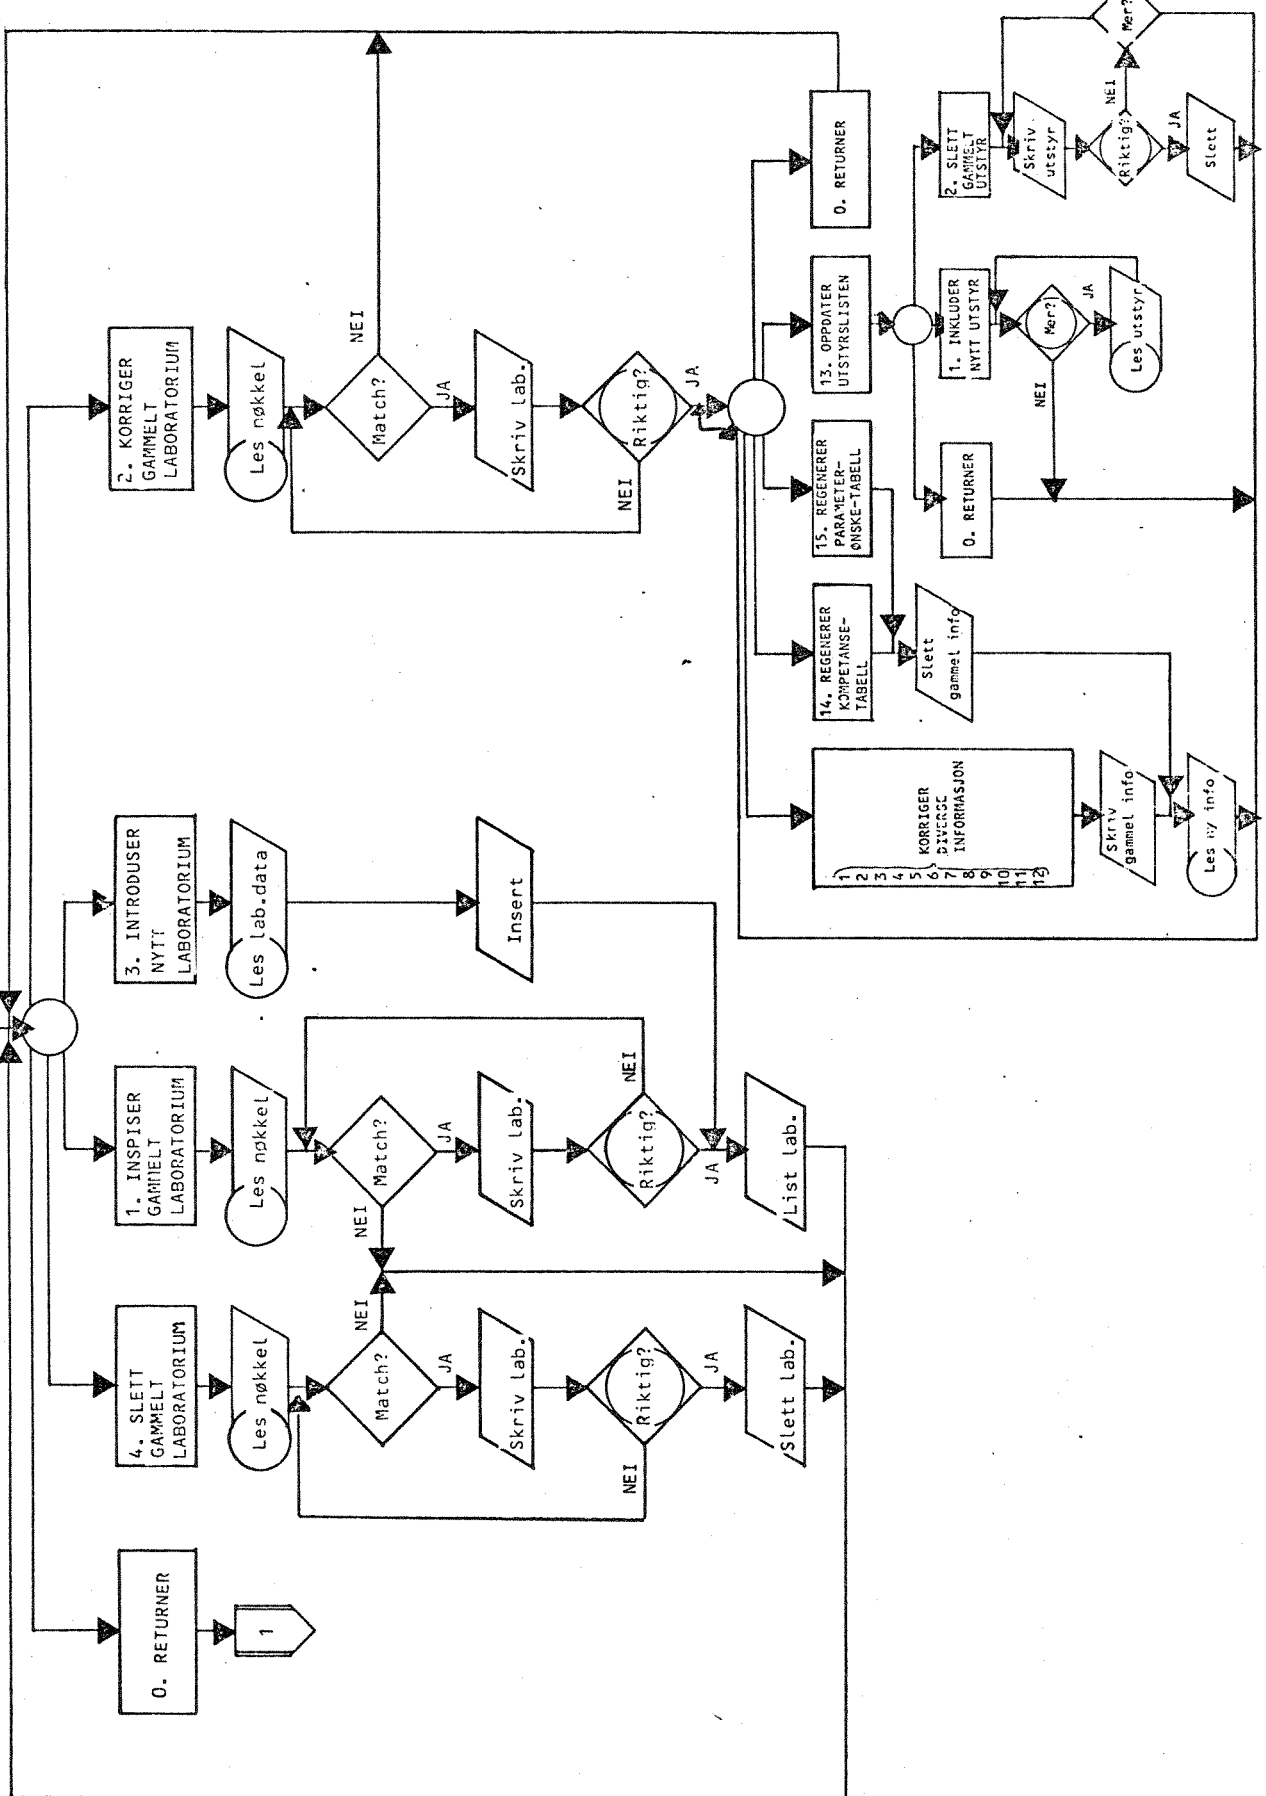 0. RETURNER
1
4. SLETT
GAMMELT
LABORATORIUM
Les nøkkel
Match?
NEI
JA
Skriv lab.
Riktig?
NEI
JA
Slett lab.
1. INSPISER
GAMMELT
LABORATORIUM
Les nøkkel
Match?
NEI
JA
Skriv lab.
Riktig?
NEI
JA
List lab.
3. INTRODUSER
NYTT
LABORATORIUM
Les lab.data
Insert
2. KORRIGER
GAMMELT
LABORATORIUM
Les nøkkel
Match?
NEI
JA
Skriv lab.
Riktig?
NEI
JA
1
2
3
4
5
6
7
8
9
10
11
12
KORRIGER
DIVERSE
INFORMASJON
Skriv
gammel info
Les ny info
14. REGENERER
KOMPETANSE-
TABELL
Slett
gammel info
15. REGENERER
PARAMETER-
ØNSKE-TABELL
13. OPPDATER
UTSTYRSLISTEN
0. RETURNER
0. RETURNER
1. INKLUDER
NYTT UTSTYR
Mer?
NEI
JA
Les utstyr
2. SLETT
GAMMELT
UTSTYR
Skriv
utstyr
Riktig?
NEI
JA
Mer?
Slett